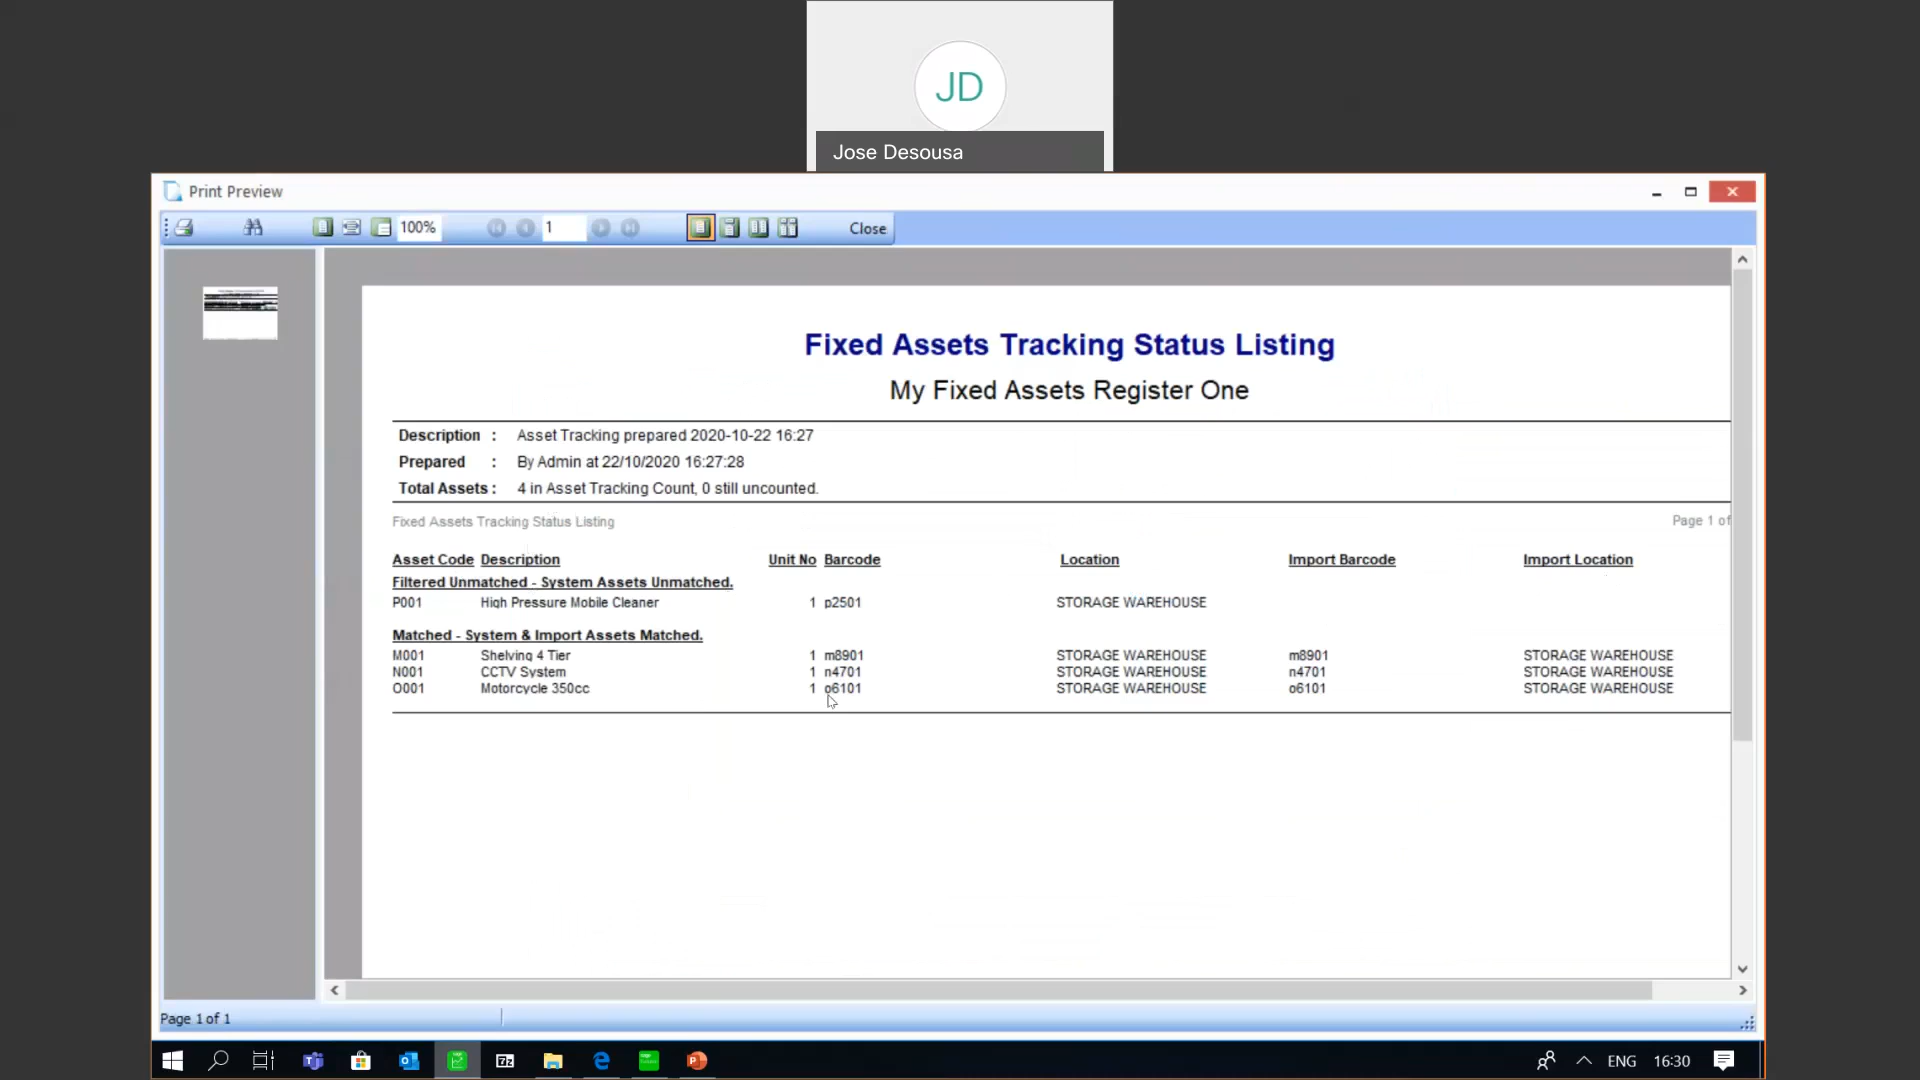 JD
Jose Desousa
Print Preview
100%
1
Close
Fixed Assets Tracking Status Listing
My Fixed Assets Register One
Description : Asset Tracking prepared 2020-10-22 16:27
Prepared : By Admin at 22/10/2020 16:27:28
Total Assets : 4 in Asset Tracking Count, 0 still uncounted.
Fixed Assets Tracking Status Listing Page 1 of
Asset Code Description Unit No Barcode Location Import Barcode Import Location
Filtered Unmatched - System Assets Unmatched.
P001 High Pressure Mobile Cleaner 1 p2501 STORAGE WAREHOUSE
Matched - System & Import Assets Matched.
M001 Shelving 4 Tier 1 m8901 STORAGE WAREHOUSE m8901 STORAGE WAREHOUSE
N001 CCTV System 1 n4701 STORAGE WAREHOUSE n4701 STORAGE WAREHOUSE
O001 Motorcycle 350cc 1 o6101 STORAGE WAREHOUSE o6101 STORAGE WAREHOUSE
Page 1 of 1
ENG 16:30